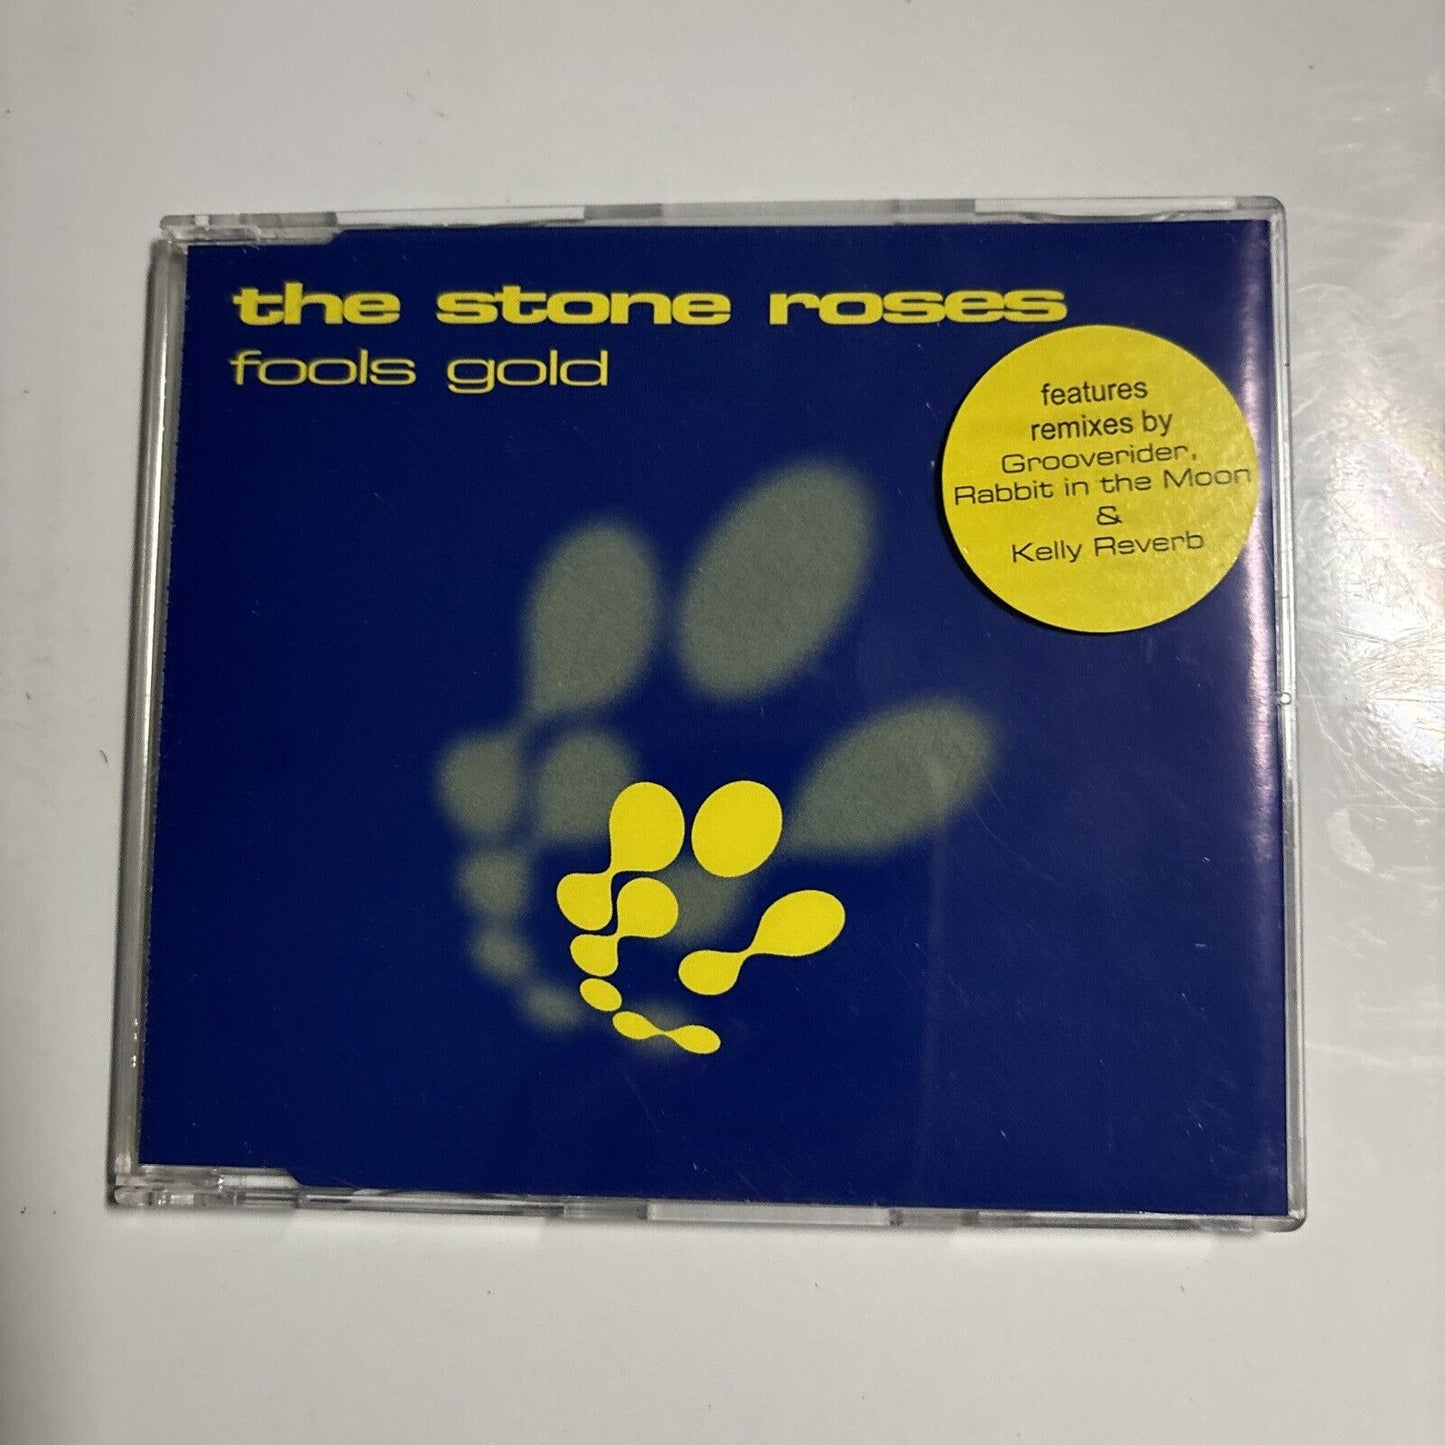 the stone roses
fools gold
features
remixes by
Grooverider,
Rabbit in the Moon
&
Kelly Reverb